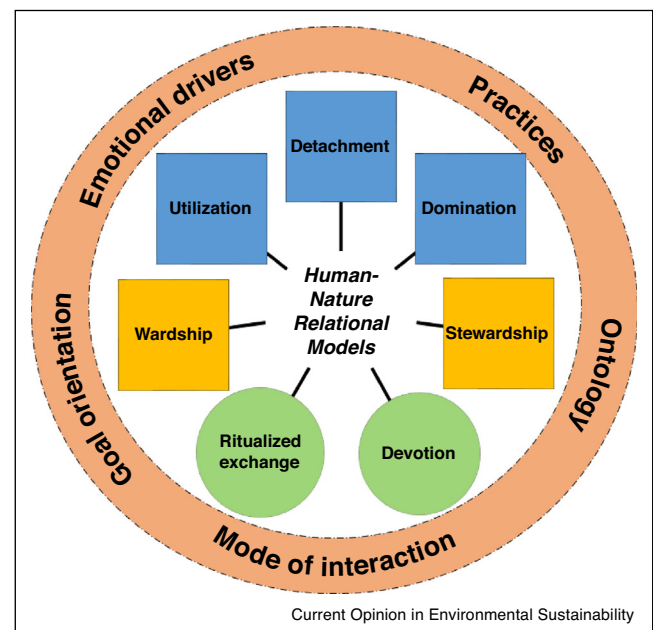 Emotional drivers
Practices
Detachment
Utilization
Domination
Human-
Nature
Relational
Models
Wardship
Stewardship
Goal orientation
Ontology
Ritualized
exchange
Devotion
Mode of interaction
Current Opinion in Environmental Sustainability